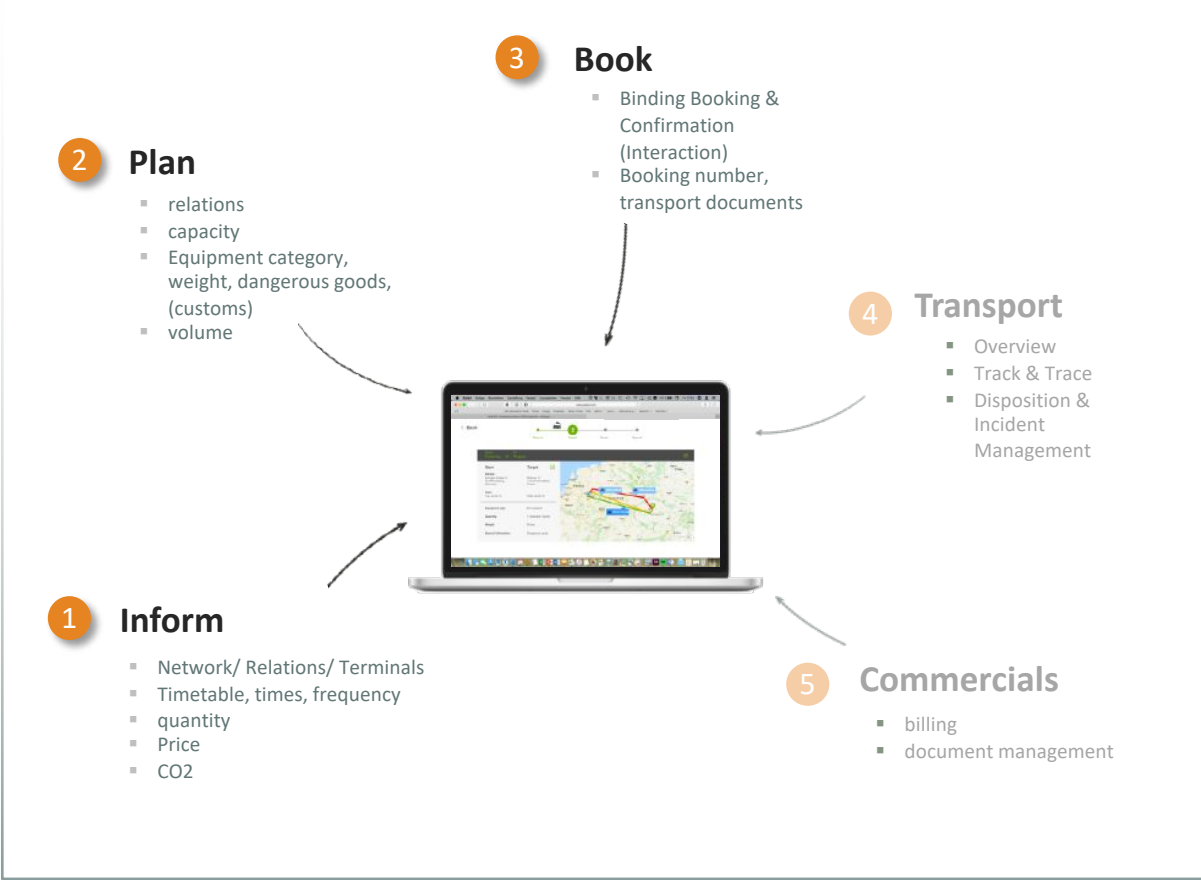 1
Inform
Network/ Relations/ Terminals
Timetable, times, frequency
quantity
Price
CO2
2
Plan
relations
capacity
Equipment category,
weight, dangerous goods,
(customs)
volume
3
Book
Binding Booking &
Confirmation
(Interaction)
Booking number,
transport documents
4
Transport
Overview
Track & Trace
Disposition &
Incident
Management
5
Commercials
billing
document management